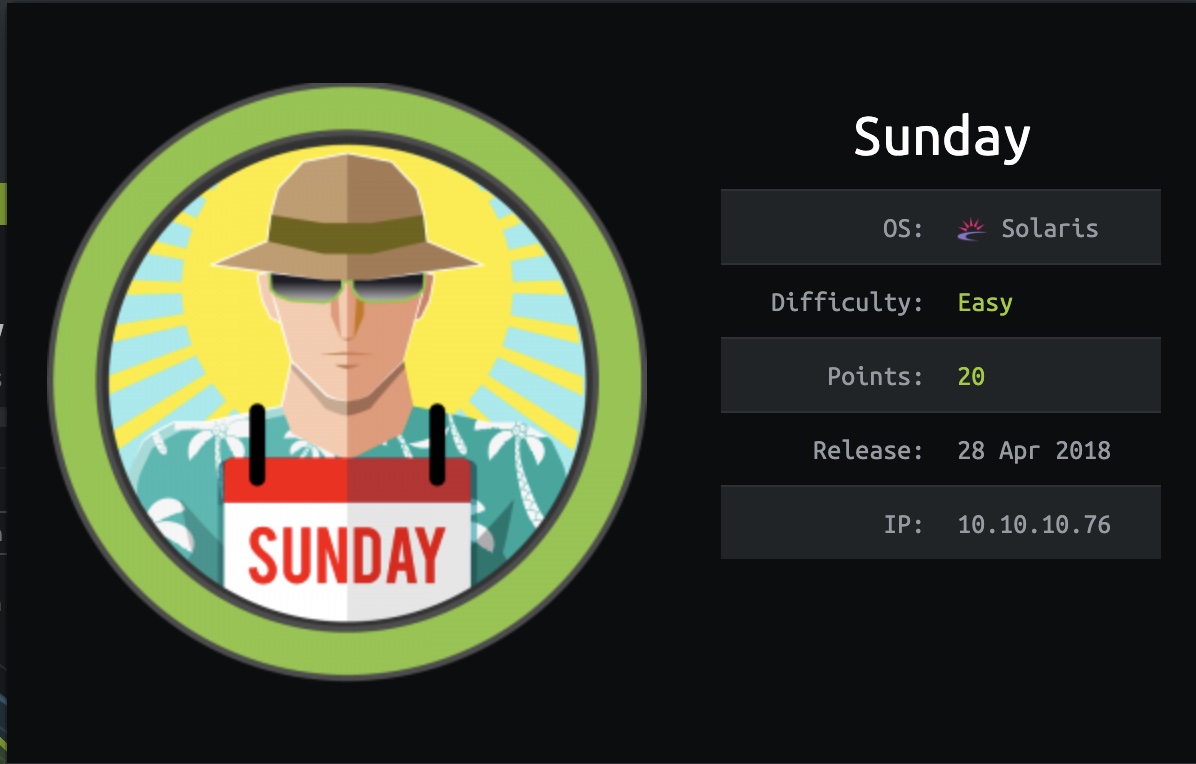 Sunday
OS: Solaris
Difficulty: Easy
Points: 20
Release: 28 Apr 2018
IP: 10.10.10.76
SUNDAY